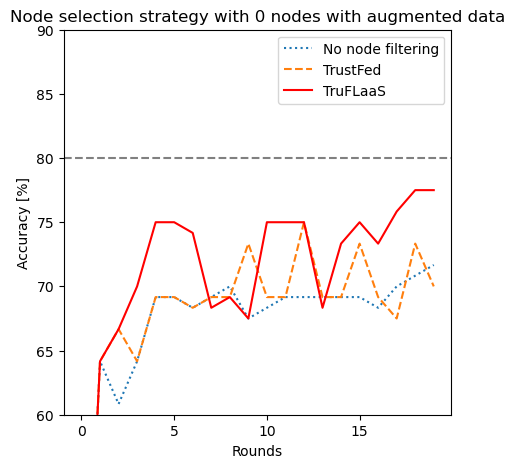 Node selection strategy with 0 nodes with augmented data
No node filtering
TrustFed
TruFLaaS
90
85
80
75
70
65
60
Accuracy [%]
0
5
10
15
Rounds